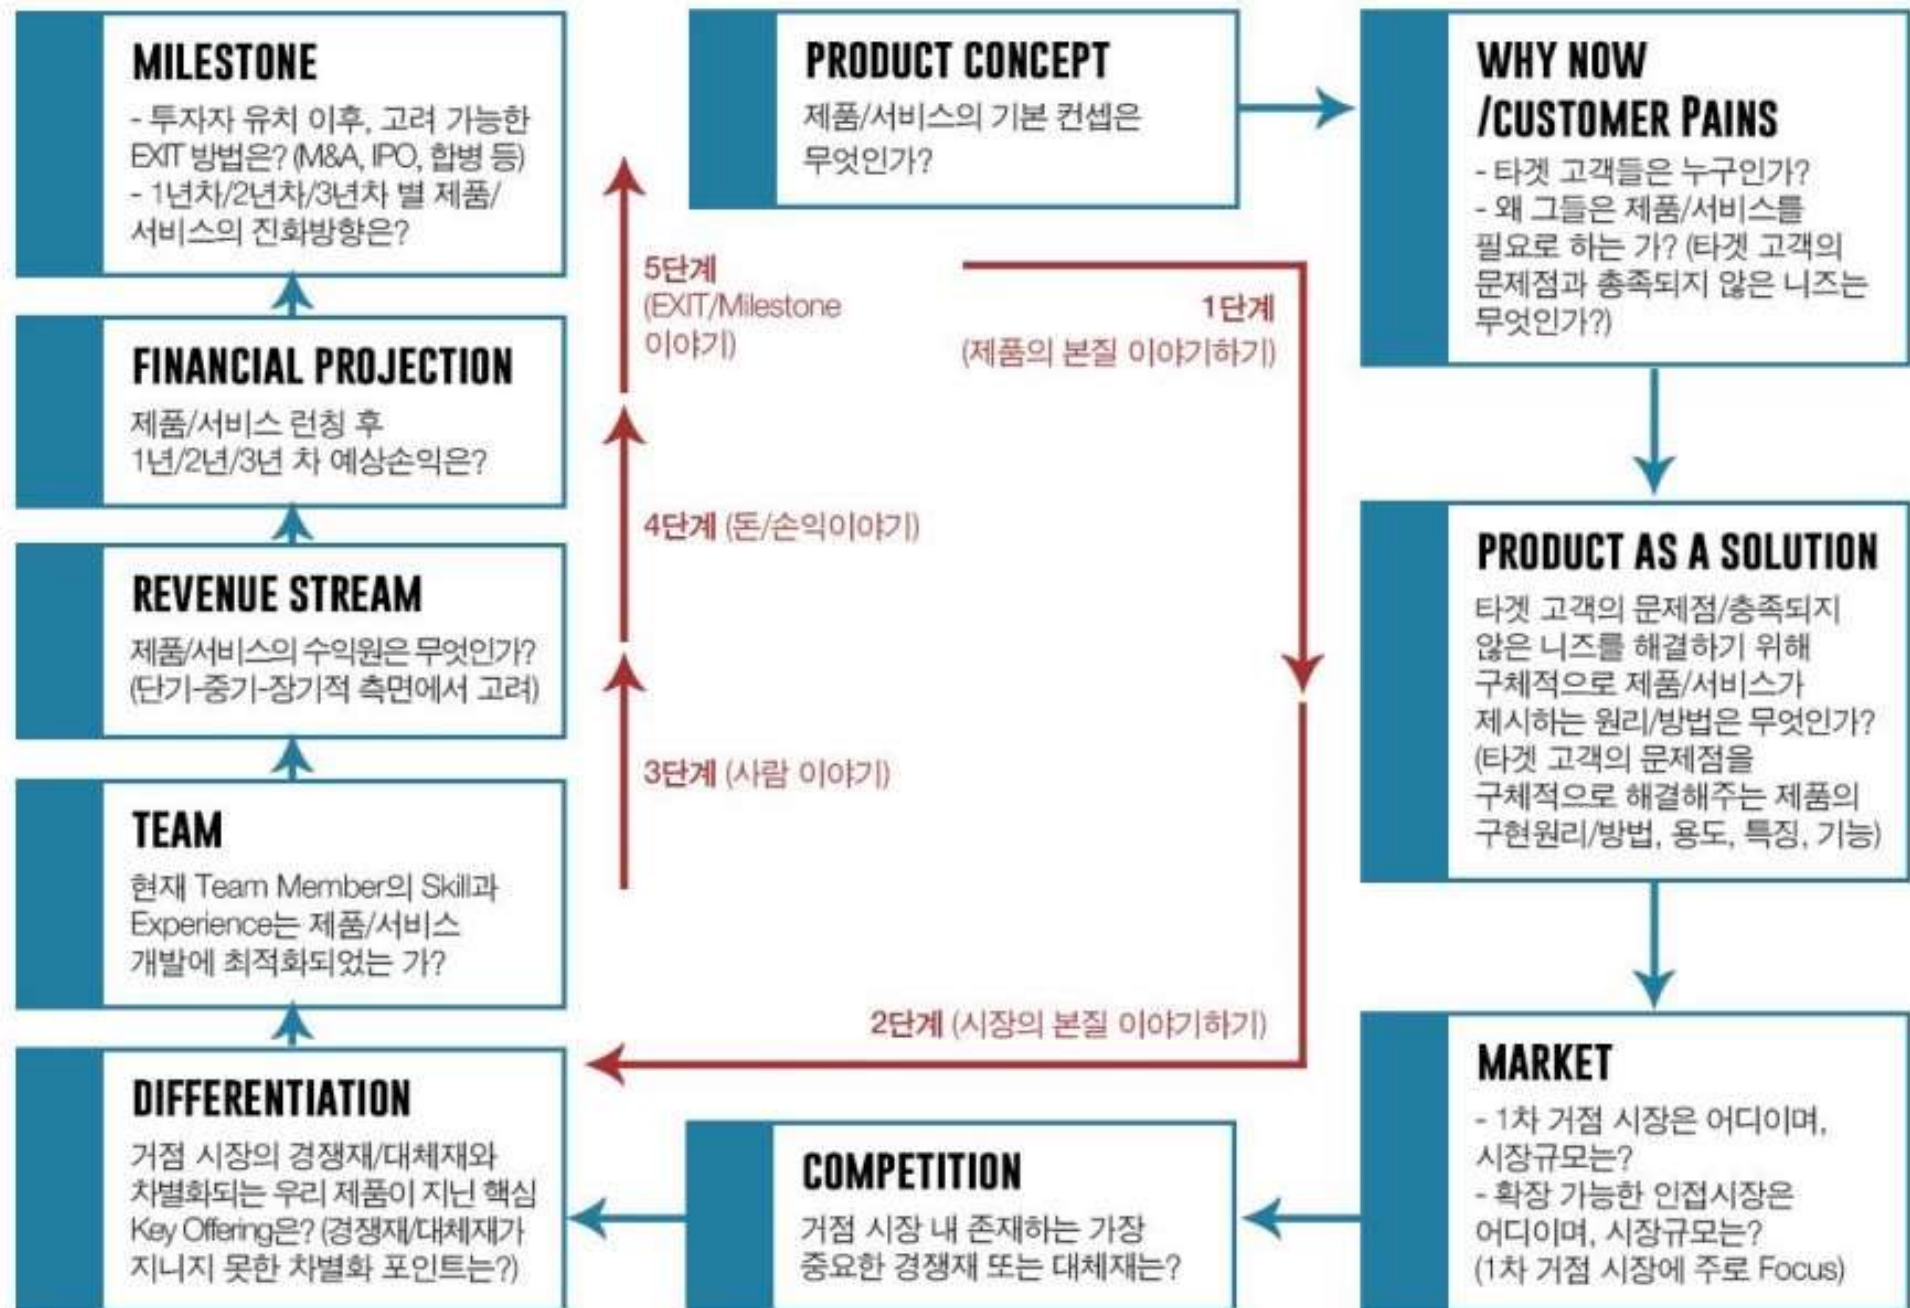 PRODUCT CONCEPT
제품/서비스의 기본 컨셉은
무엇인가?
WHY NOW
/CUSTOMER PAINS
- 타겟 고객들은 누구인가?
- 왜 그들은 제품/서비스를
필요로 하는 가? (타겟 고객의
문제점과 총족되지 않은 니즈는
무엇인가?)
PRODUCT AS A SOLUTION
타겟 고객의 문제점/충족되지
않은 니즈를 해결하기 위해
구체적으로 제품/서비스가
제시하는 원리/방법은 무엇인가?
(타겟 고객의 문제점을
구체적으로 해결해주는 제품의
구현원리/방법, 용도, 특징, 기능)
MARKET
- 1차 거점 시장은 어디이며,
시장규모는?
- 확장 가능한 인접시장은
어디이며, 시장규모는?
(1차 거점 시장에 주로 Focus)
COMPETITION
거점 시장 내 존재하는 가장
중요한 경쟁재 또는 대체재는?
DIFFERENTIATION
거점 시장의 경쟁재/대체재와
차별화되는 우리 제품이 지닌 핵심
Key Offering은? (경쟁재/대체재가
지니지 못한 차별화 포인트는?)
TEAM
현재 Team Member의 Skill과
Experience는 제품/서비스
개발에 최적화되었는 가?
REVENUE STREAM
제품/서비스의 수익원은 무엇인가?
(단기-중기-장기적 측면에서 고려)
FINANCIAL PROJECTION
제품/서비스 런칭 후
1년/2년/3년 차 예상손익은?
MILESTONE
- 투자자 유치 이후, 고려 가능한
EXIT 방법은? (M&A, IPO, 합병 등)
- 1년차/2년차/3년차 별 제품/
서비스의 진화방향은?
1단계
(제품의 본질 이야기하기)
2단계 (시장의 본질 이야기하기)
3단계 (사람 이야기)
4단계 (돈/손익이야기)
5단계
(EXIT/Milestone
이야기)